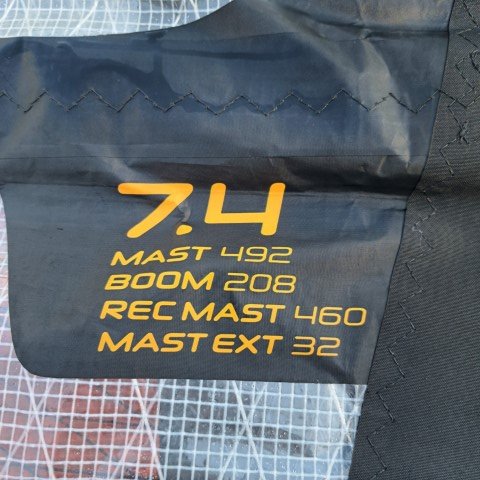 7.4
MAST 492
BOOM 208
REC MAST 460
MAST EXT 32